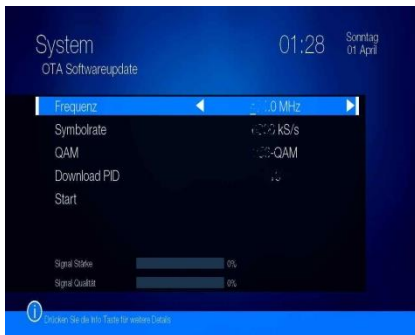 System
OTA Softwareupdate
01:28
Sonntag
01 April
Frequenz .0 MHz
Symbolrate kS/s
QAM -QAM
Download PID
Start
Signal Stärke 0%
Signal Qualität 0%
Drücken Sie die Info Taste für weitere Details